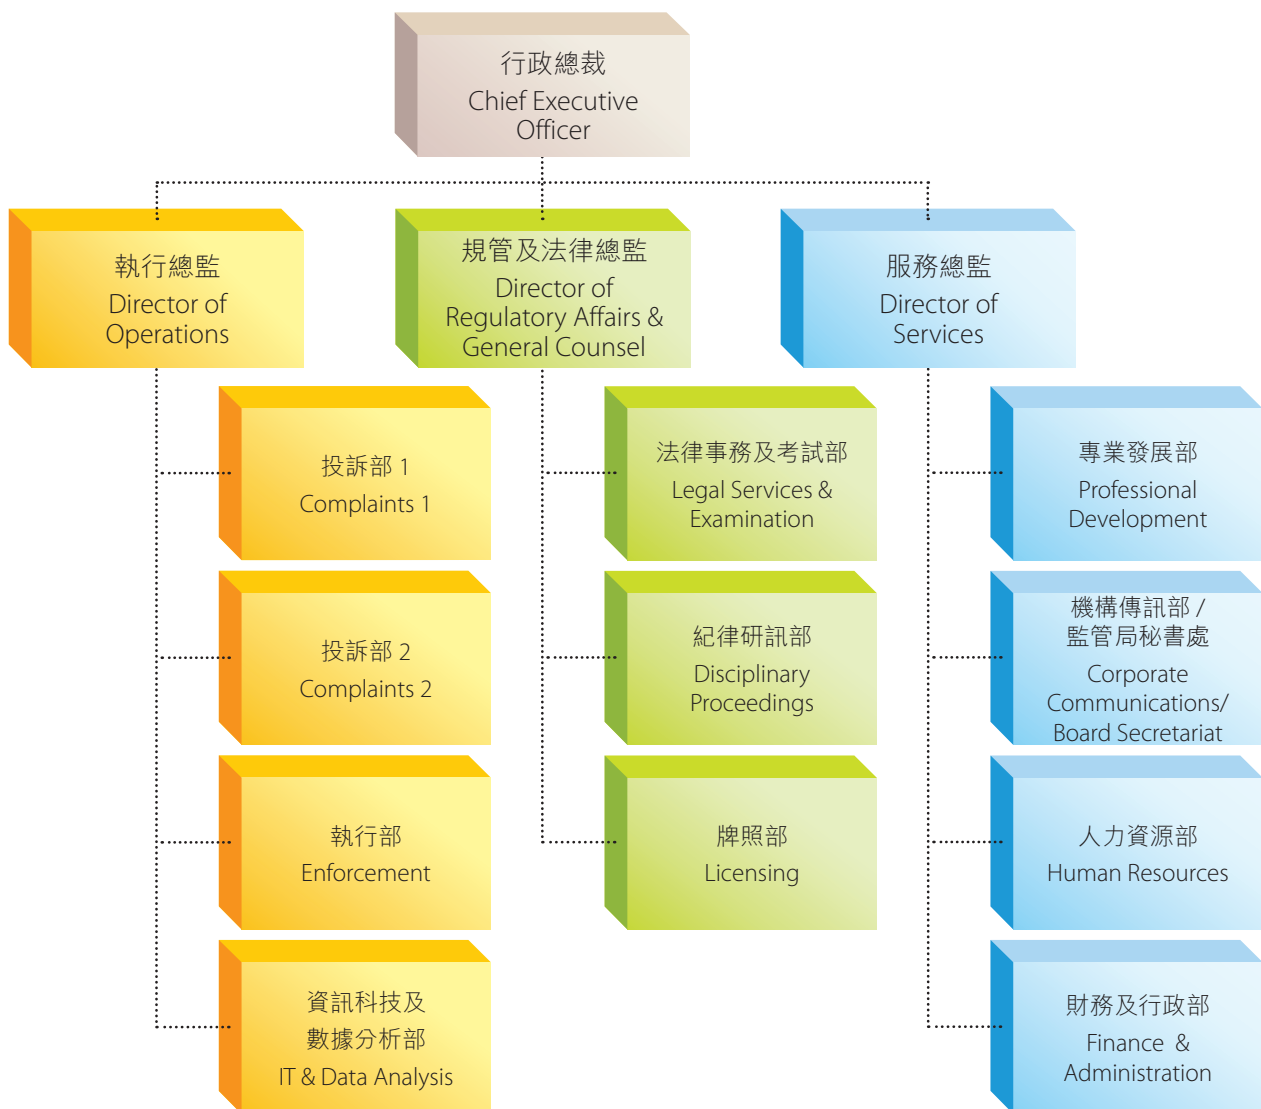 行政總裁
Chief Executive
Officer
執行總監
Director of
Operations
規管及法律總監
Director of
Regulatory Affairs &
General Counsel
服務總監
Director of
Services
投訴部 1
Complaints 1
投訴部 2
Complaints 2
執行部
Enforcement
資訊科技及
數據分析部
IT & Data Analysis
法律事務及考試部
Legal Services &
Examination
紀律研訊部
Disciplinary
Proceedings
牌照部
Licensing
專業發展部
Professional
Development
機構傳訊部 /
監管局秘書處
Corporate
Communications/
Board Secretariat
人力資源部
Human Resources
財務及行政部
Finance &
Administration